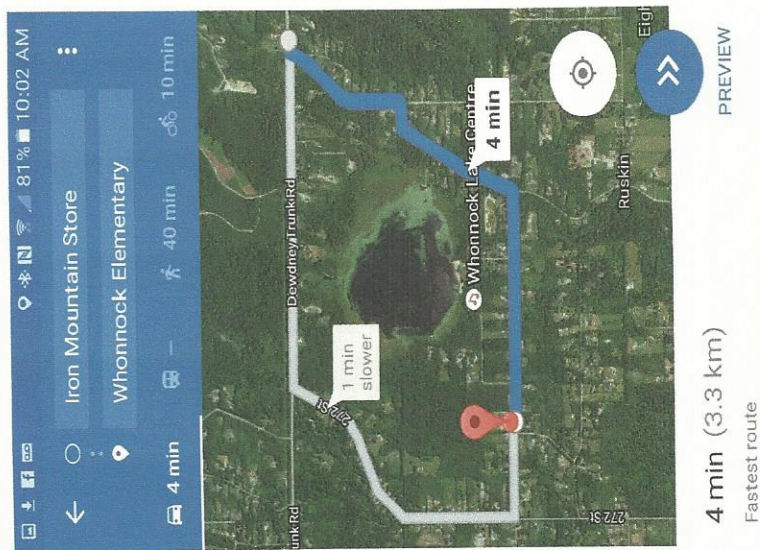 81% 10:02 AM
Iron Mountain Store
Whonnock Elementary
4 min
—
40 min
10 min
Dewdney Trunk Rd
unk Rd
272 St
1 min
slower
Whonnock Lake Centre
4 min
272 St
Ruskin
Eigh
4 min (3.3 km)
Fastest route
PREVIEW